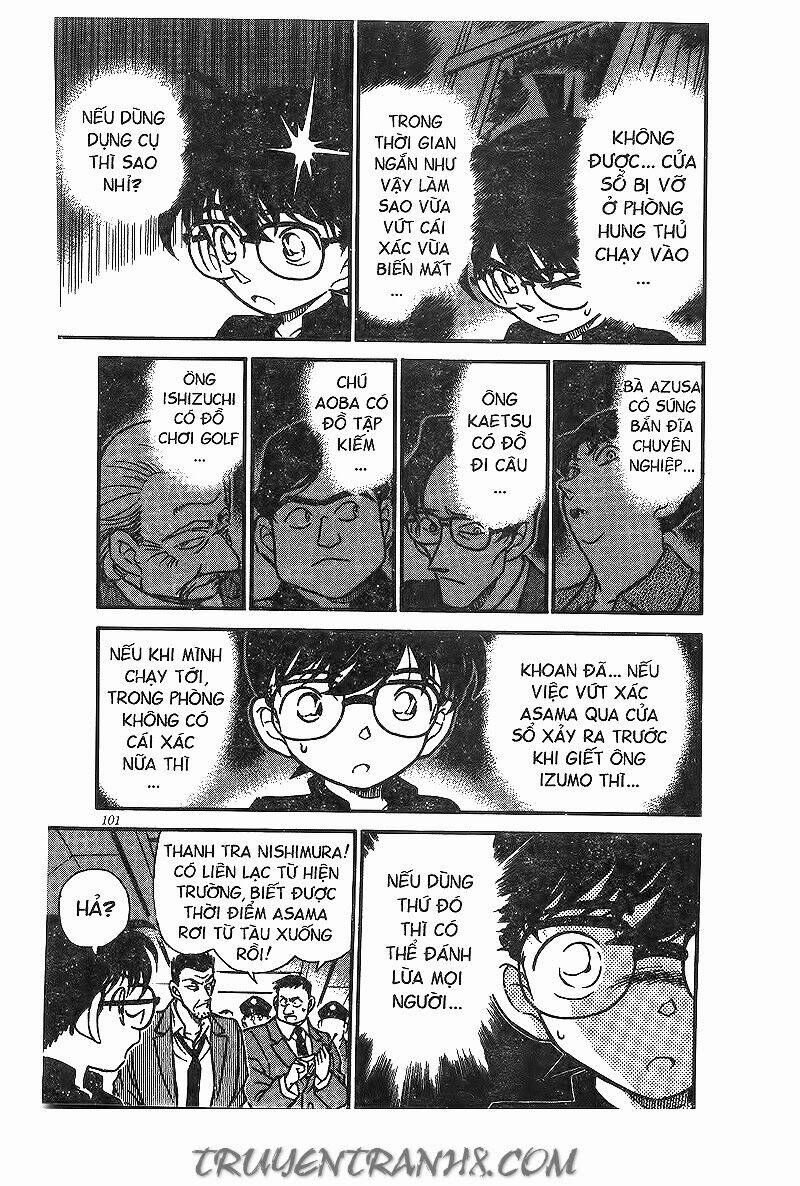 KHÔNG
ĐƯỢC... CỬA
SỔ BỊ VỠ
Ở PHÒNG
HUNG THỦ
CHẠY VÀO
...
TRONG
THỜI GIAN
NGẮN NHƯ
VẬY LÀM
SAO VỪA
VỨT CÁI
XÁC VỪA
BIẾN MẤT
...
NẾU DÙNG
DỤNG CỤ
THÌ SAO
NHỈ?
BÀ AZUSA
CÓ SÚNG
BẮN ĐĨA
CHUYÊN
NGHIỆP...
ÔNG
KAETSU
CÓ ĐỒ
ĐI CÂU
...
CHÚ
AOBA CÓ
ĐỒ TẬP
KIẾM
...
ÔNG
ISHIZUCHI
CÓ ĐỒ
CHƠI GOLF
...
KHOAN ĐÃ... NẾU
VIỆC VỨT XÁC
ASAMA QUA CỬA
SỔ XẢY RA TRƯỚC
KHI GIẾT ÔNG
IZUMO THÌ...
NẾU KHI MÌNH
CHẠY TỚI,
TRONG PHÒNG
KHÔNG CÓ
CÁI XÁC
NỮA THÌ
...
101
NẾU DÙNG
THỨ ĐÓ
THÌ CÓ
THỂ ĐÁNH
LỪA MỌI
NGƯỜI...
THANH TRA NISHIMURA!
CÓ LIÊN LẠC TỪ HIỆN
TRƯỜNG, BIẾT ĐƯỢC
THỜI ĐIỂM ASAMA
RƠI TỪ TÀU XUỐNG
RỒI!
HẢ?
TRUYENTRANH8.COM